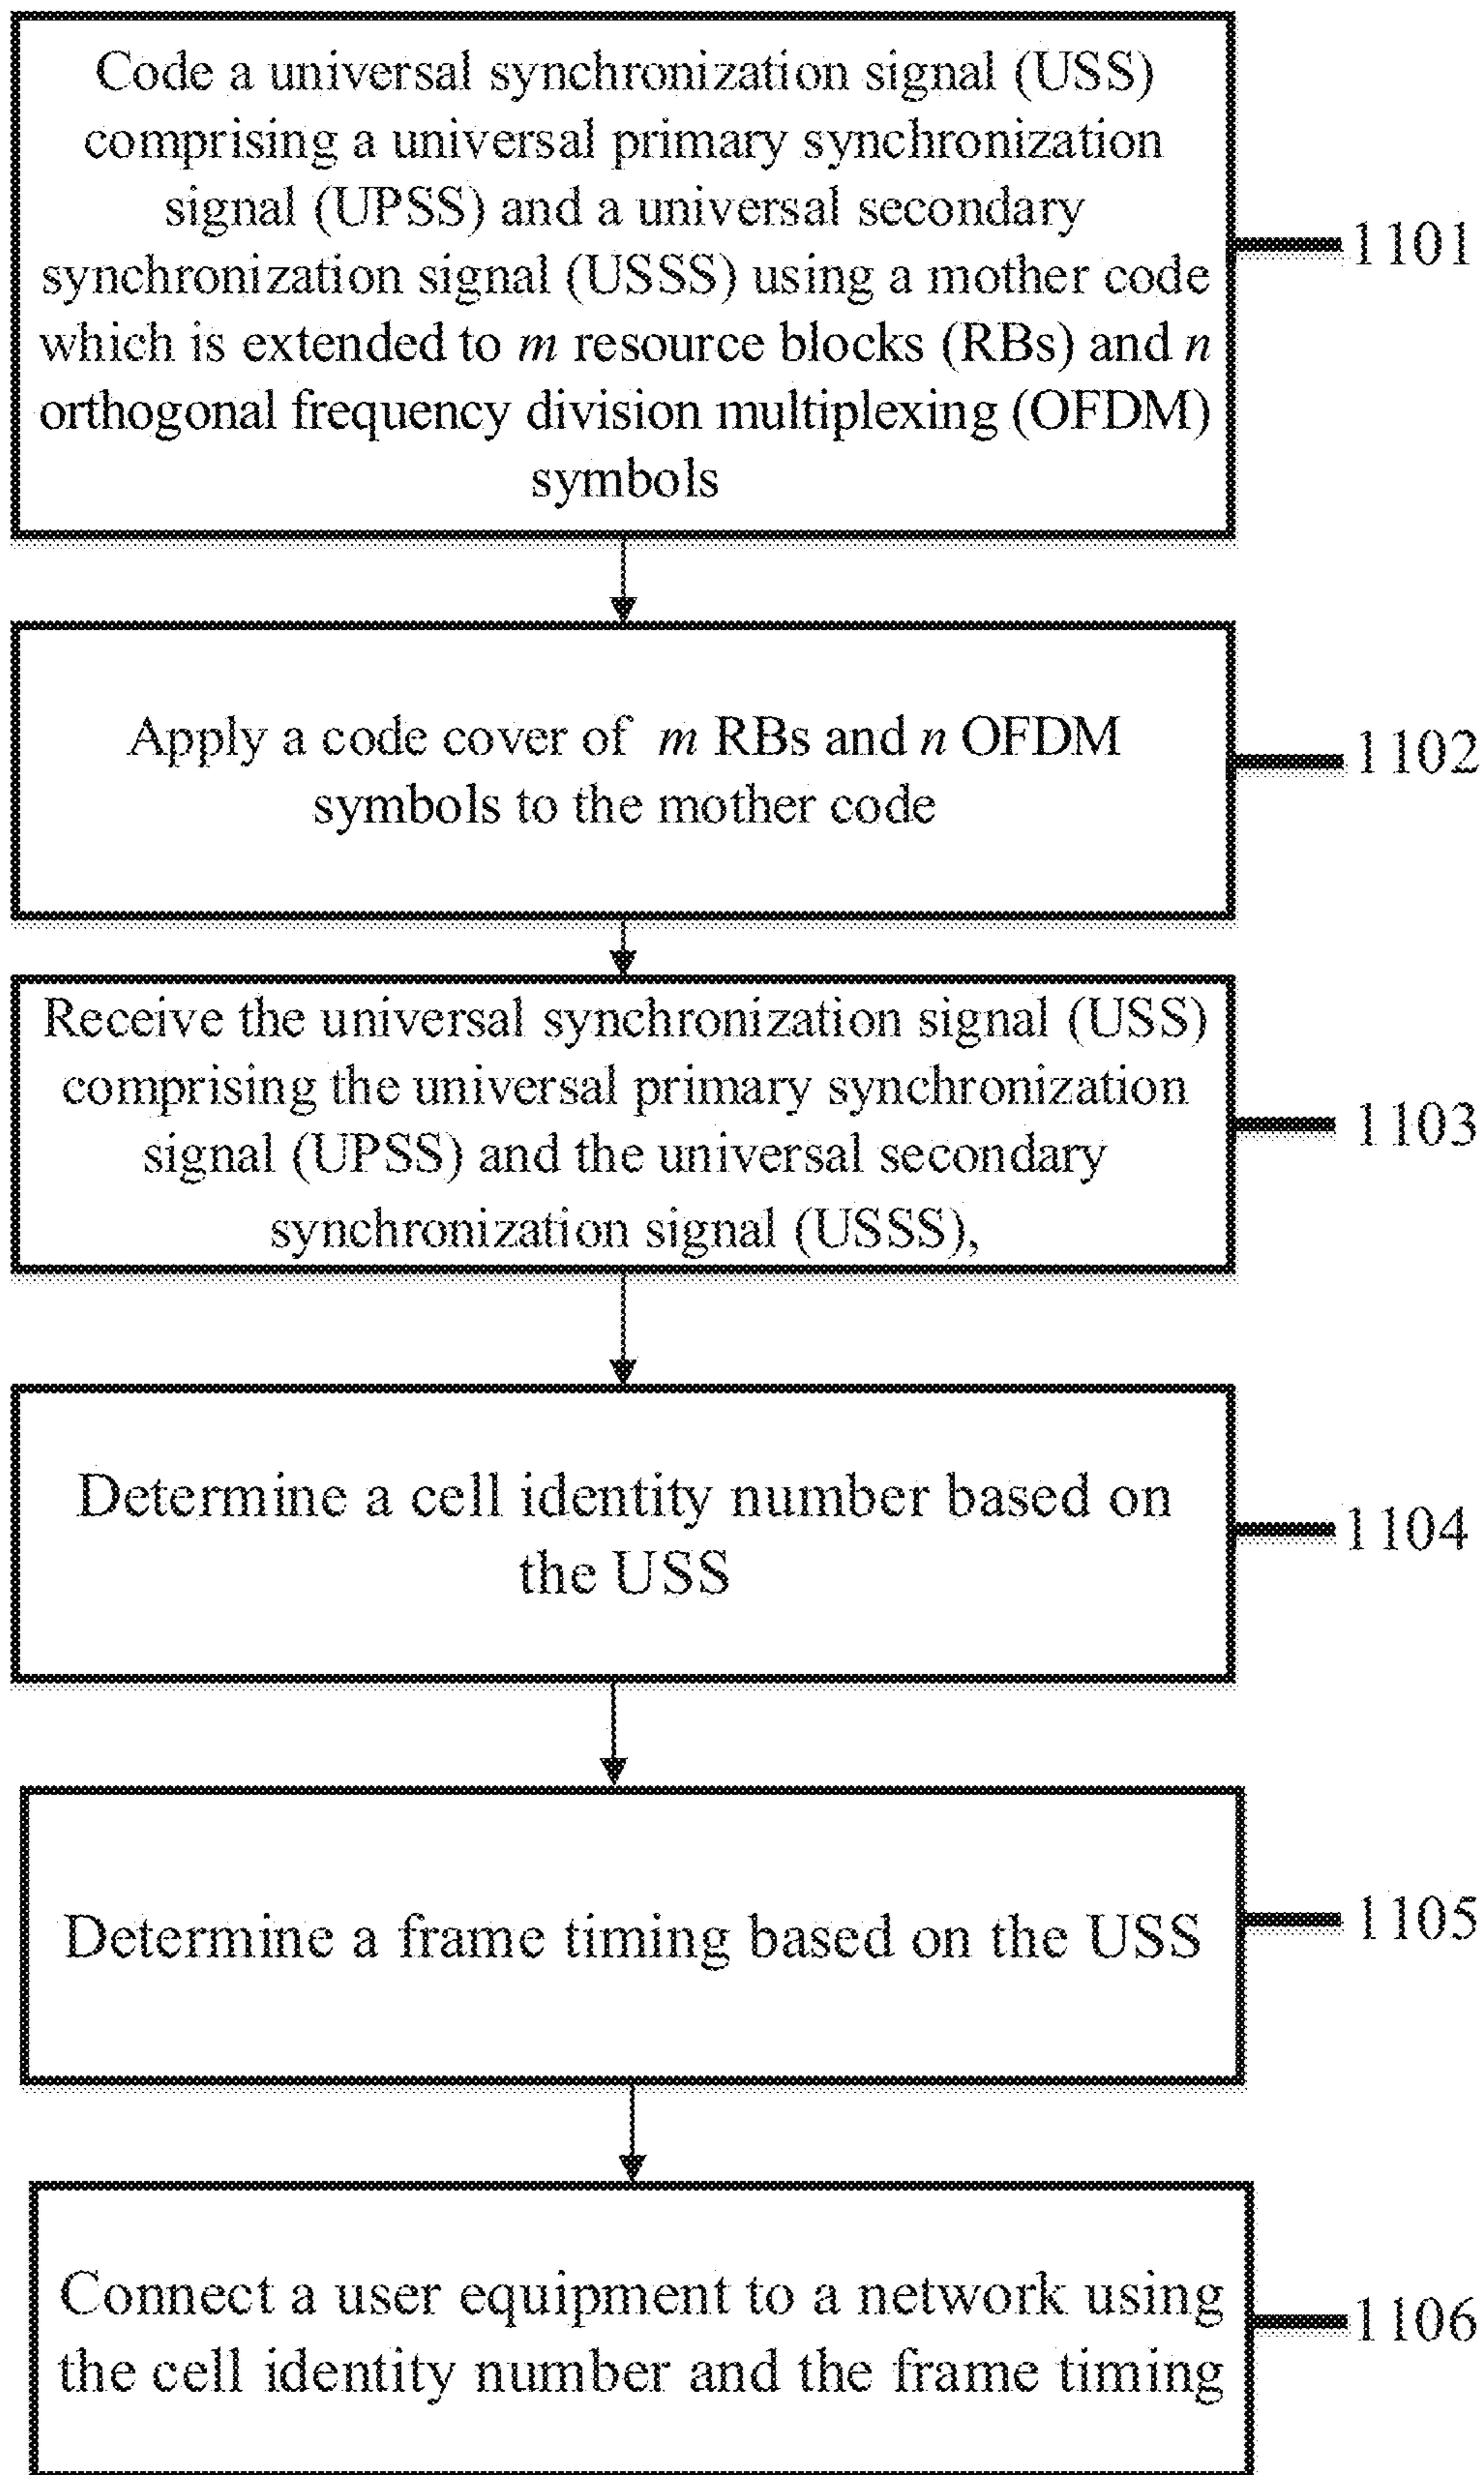 Code a universal synchronization signal (USS)
comprising a universal primary synchronization
signal (UPSS) and a universal secondary
synchronization signal (USSS) using a mother code
which is extended to m resource blocks (RBs) and n
orthogonal frequency division multiplexing (OFDM)
symbols
1101
Apply a code cover of m RBs and n OFDM
symbols to the mother code
1102
Receive the universal synchronization signal (USS)
comprising the universal primary synchronization
signal (UPSS) and the universal secondary
synchronization signal (USSS),
1103
Determine a cell identity number based on
the USS
1104
Determine a frame timing based on the USS
1105
Connect a user equipment to a network using
the cell identity number and the frame timing
1106